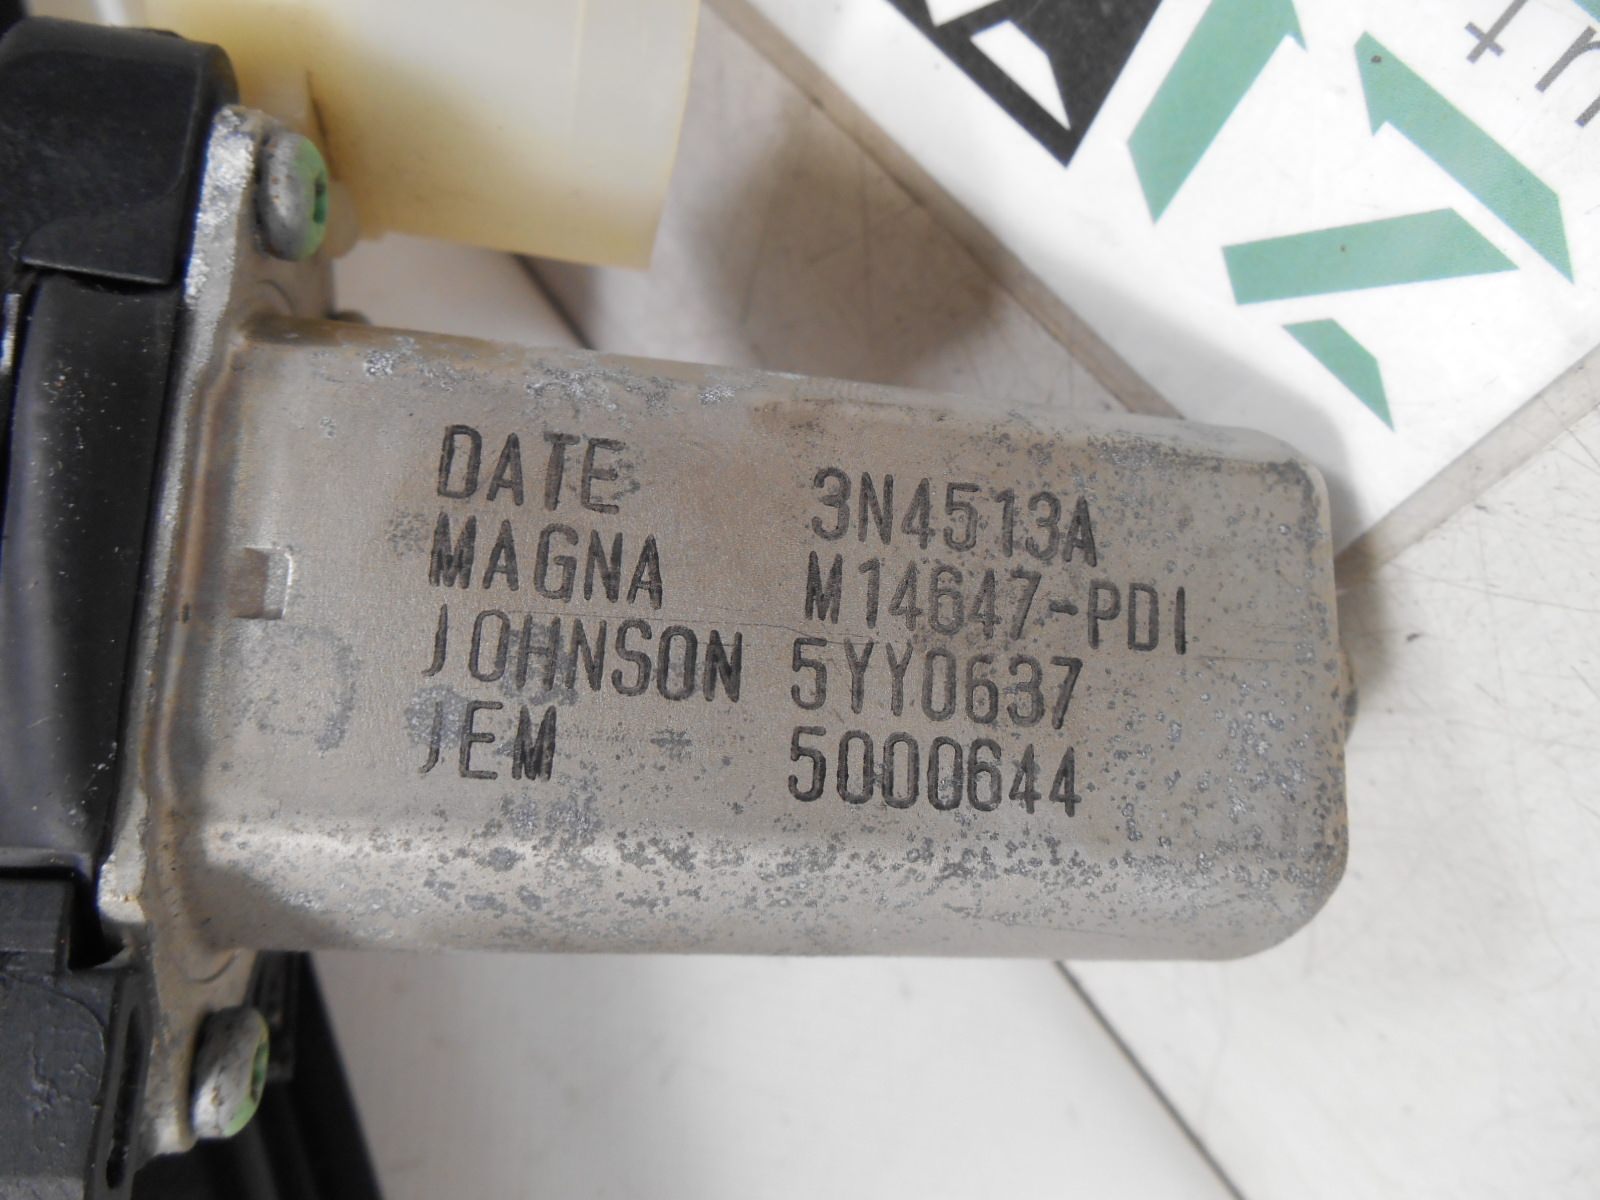 DATE 3N4513A
MAGNA M14647-PDI
JOHNSON 5YY0637
JEM 5000644